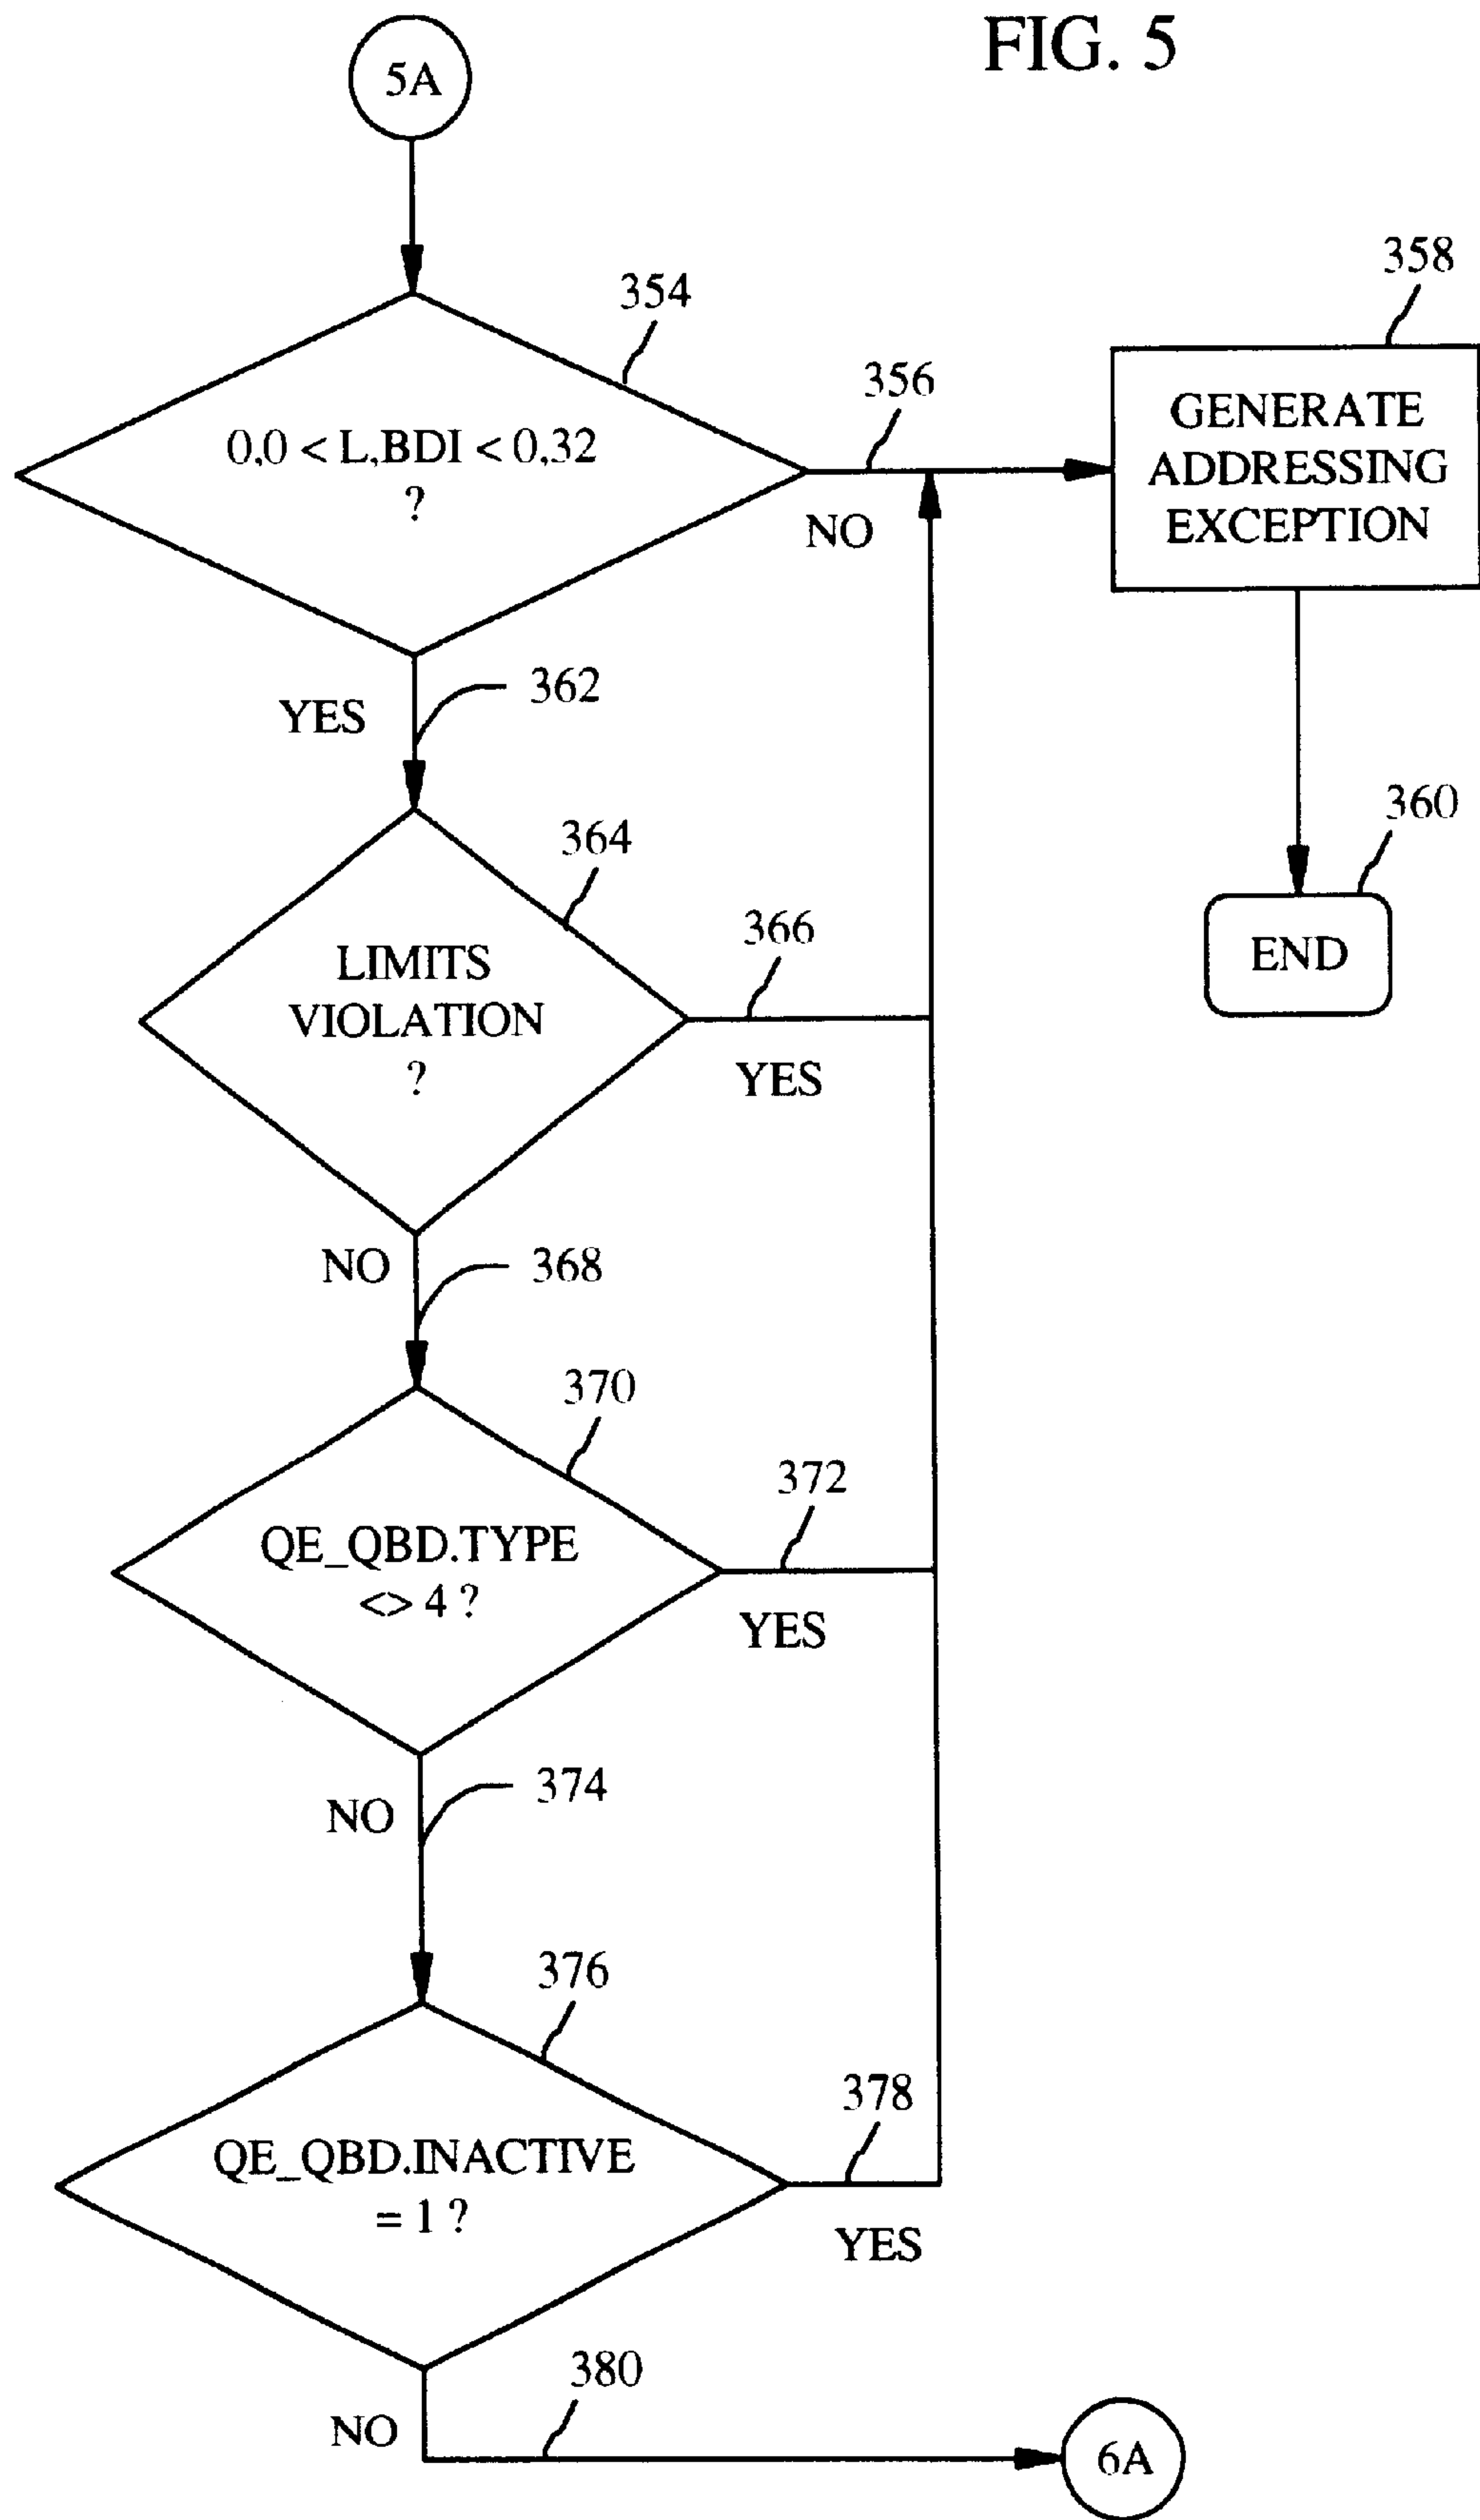 FIG. 5
5A
354
0,0 < L,BDI < 0,32
?
356
NO
358
GENERATE
ADDRESSING
EXCEPTION
360
END
YES
362
364
LIMITS
VIOLATION
?
366
YES
NO
368
370
QE_QBD.TYPE
<> 4 ?
372
YES
NO
374
376
QE_QBD.INACTIVE
= 1 ?
378
YES
NO
380
6A